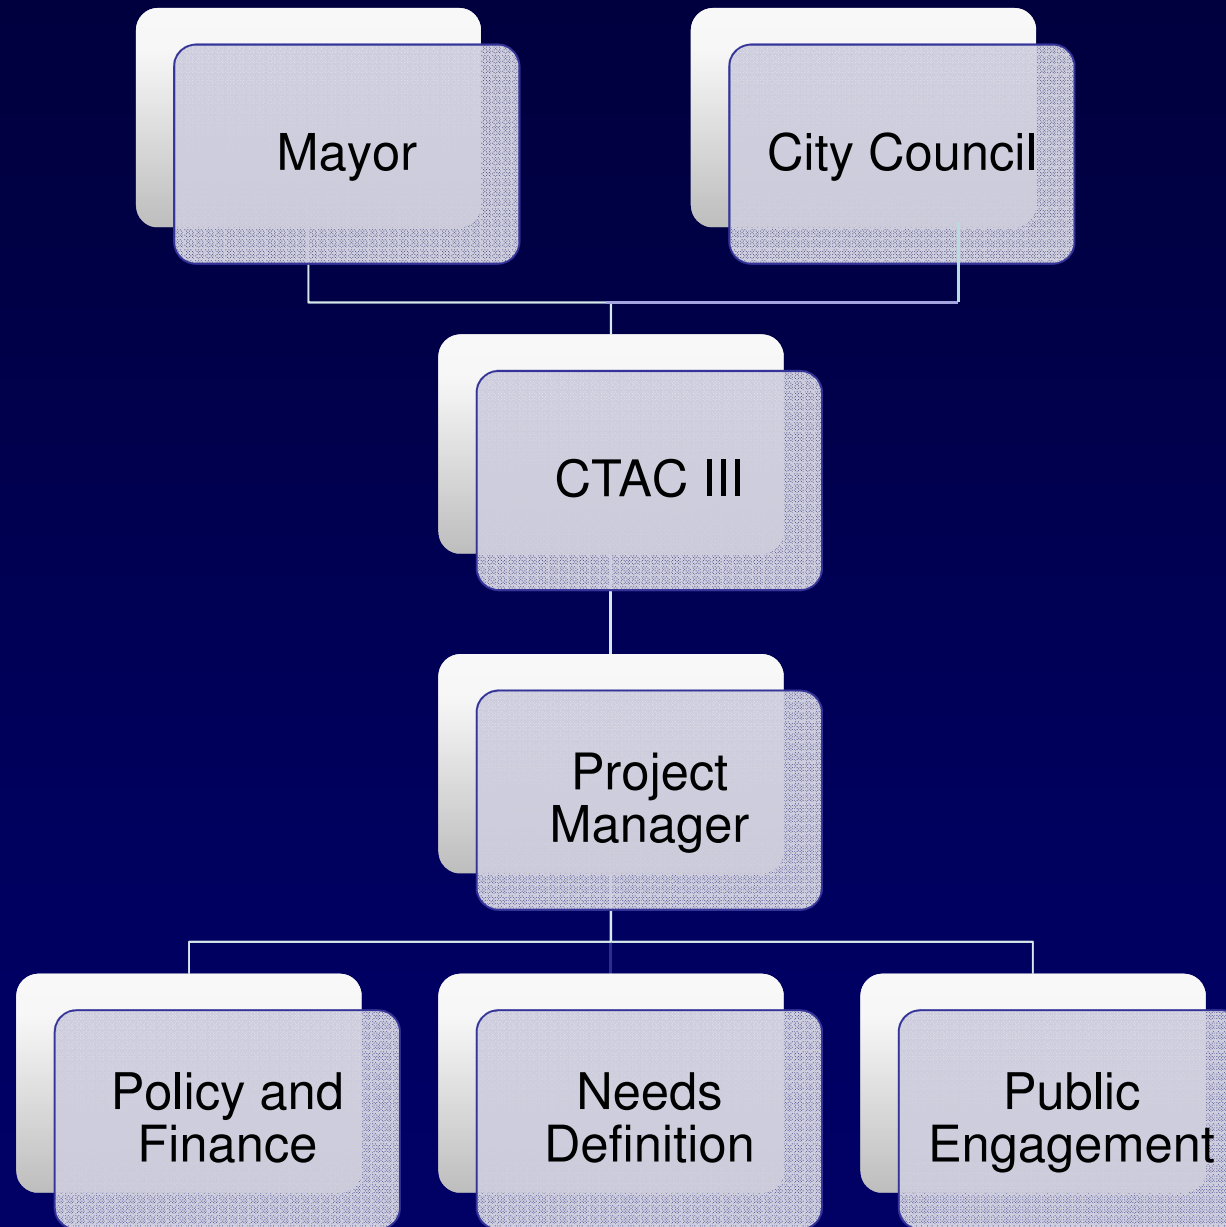 Mayor
City Council
CTAC III
Project
Manager
Policy and
Finance
Needs
Definition
Public
Engagement